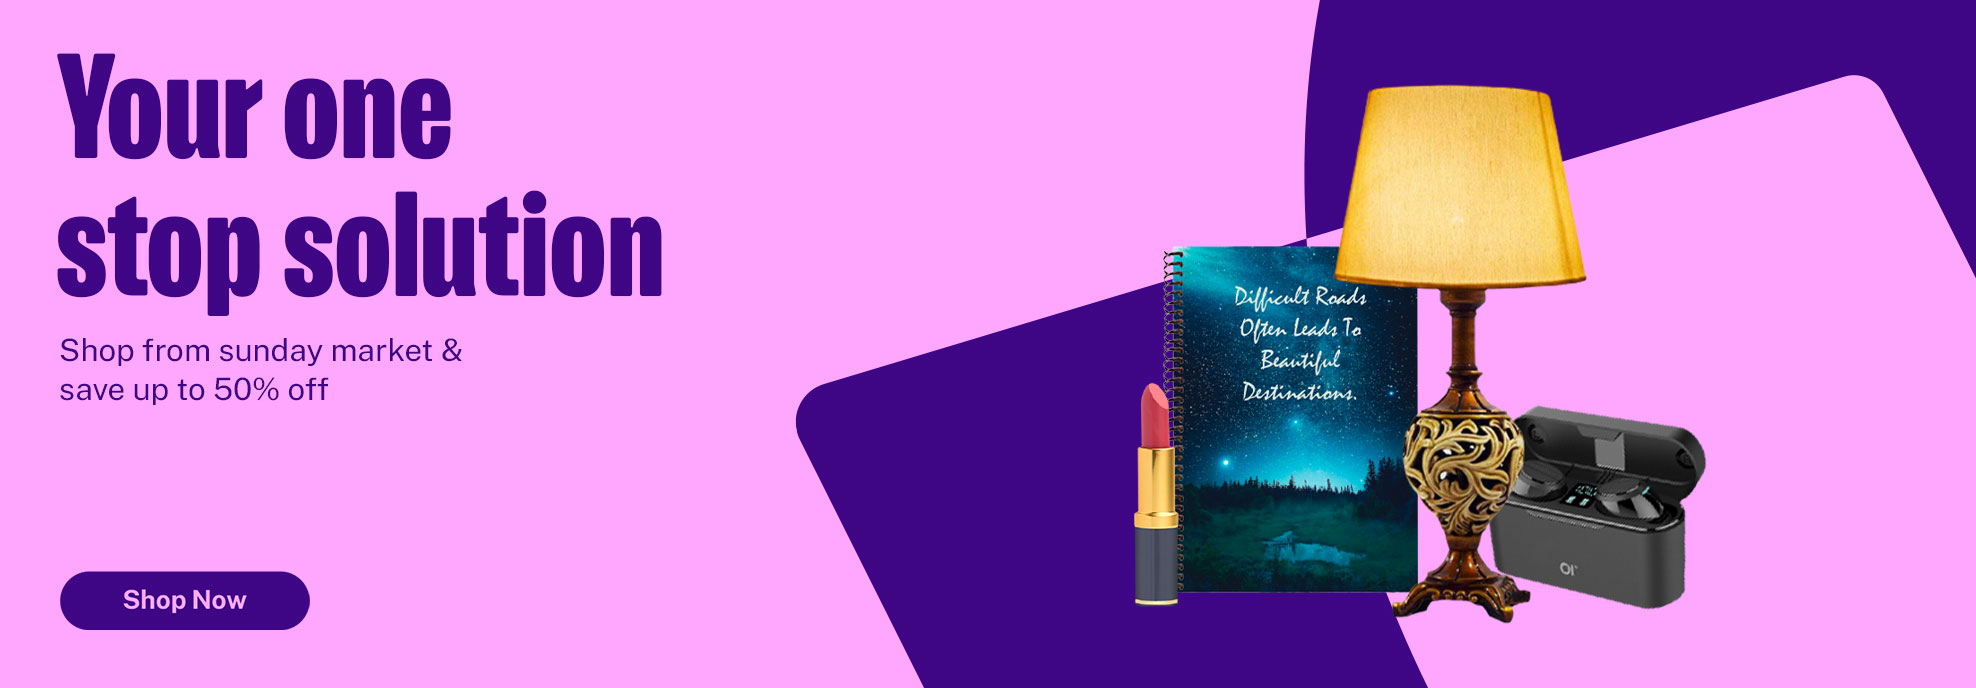 Your one
stop solution
Shop from sunday market &
save up to 50% off
Shop Now
Difficult Roads
Often Leads To
Beautiful
Destinations.